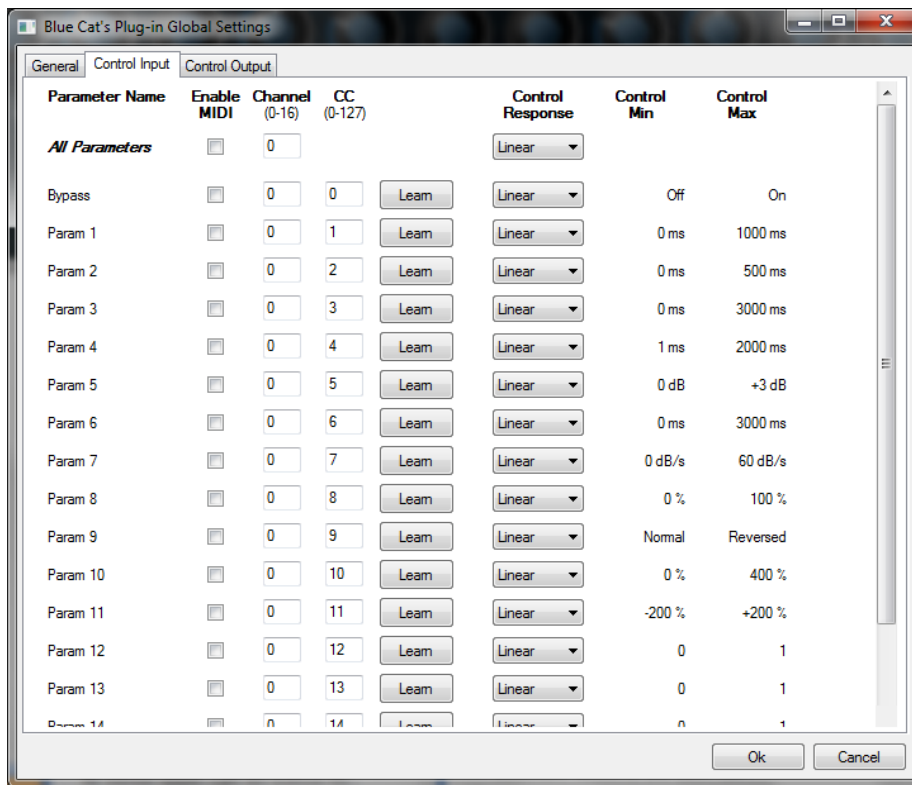 Blue Cat's Plug-in Global Settings
General Control Input Control Output
Parameter Name Enable MIDI Channel (0-16) CC (0-127) Control Response Control Min Control Max
All Parameters 0 Linear
Bypass 0 0 Learn Linear Off On
Param 1 0 1 Learn Linear 0 ms 1000 ms
Param 2 0 2 Learn Linear 0 ms 500 ms
Param 3 0 3 Learn Linear 0 ms 3000 ms
Param 4 0 4 Learn Linear 1 ms 2000 ms
Param 5 0 5 Learn Linear 0 dB +3 dB
Param 6 0 6 Learn Linear 0 ms 3000 ms
Param 7 0 7 Learn Linear 0 dB/s 60 dB/s
Param 8 0 8 Learn Linear 0 % 100 %
Param 9 0 9 Learn Linear Normal Reversed
Param 10 0 10 Learn Linear 0 % 400 %
Param 11 0 11 Learn Linear -200 % +200 %
Param 12 0 12 Learn Linear 0 1
Param 13 0 13 Learn Linear 0 1
Param 14 0 14 Learn Linear 0 1
Ok Cancel